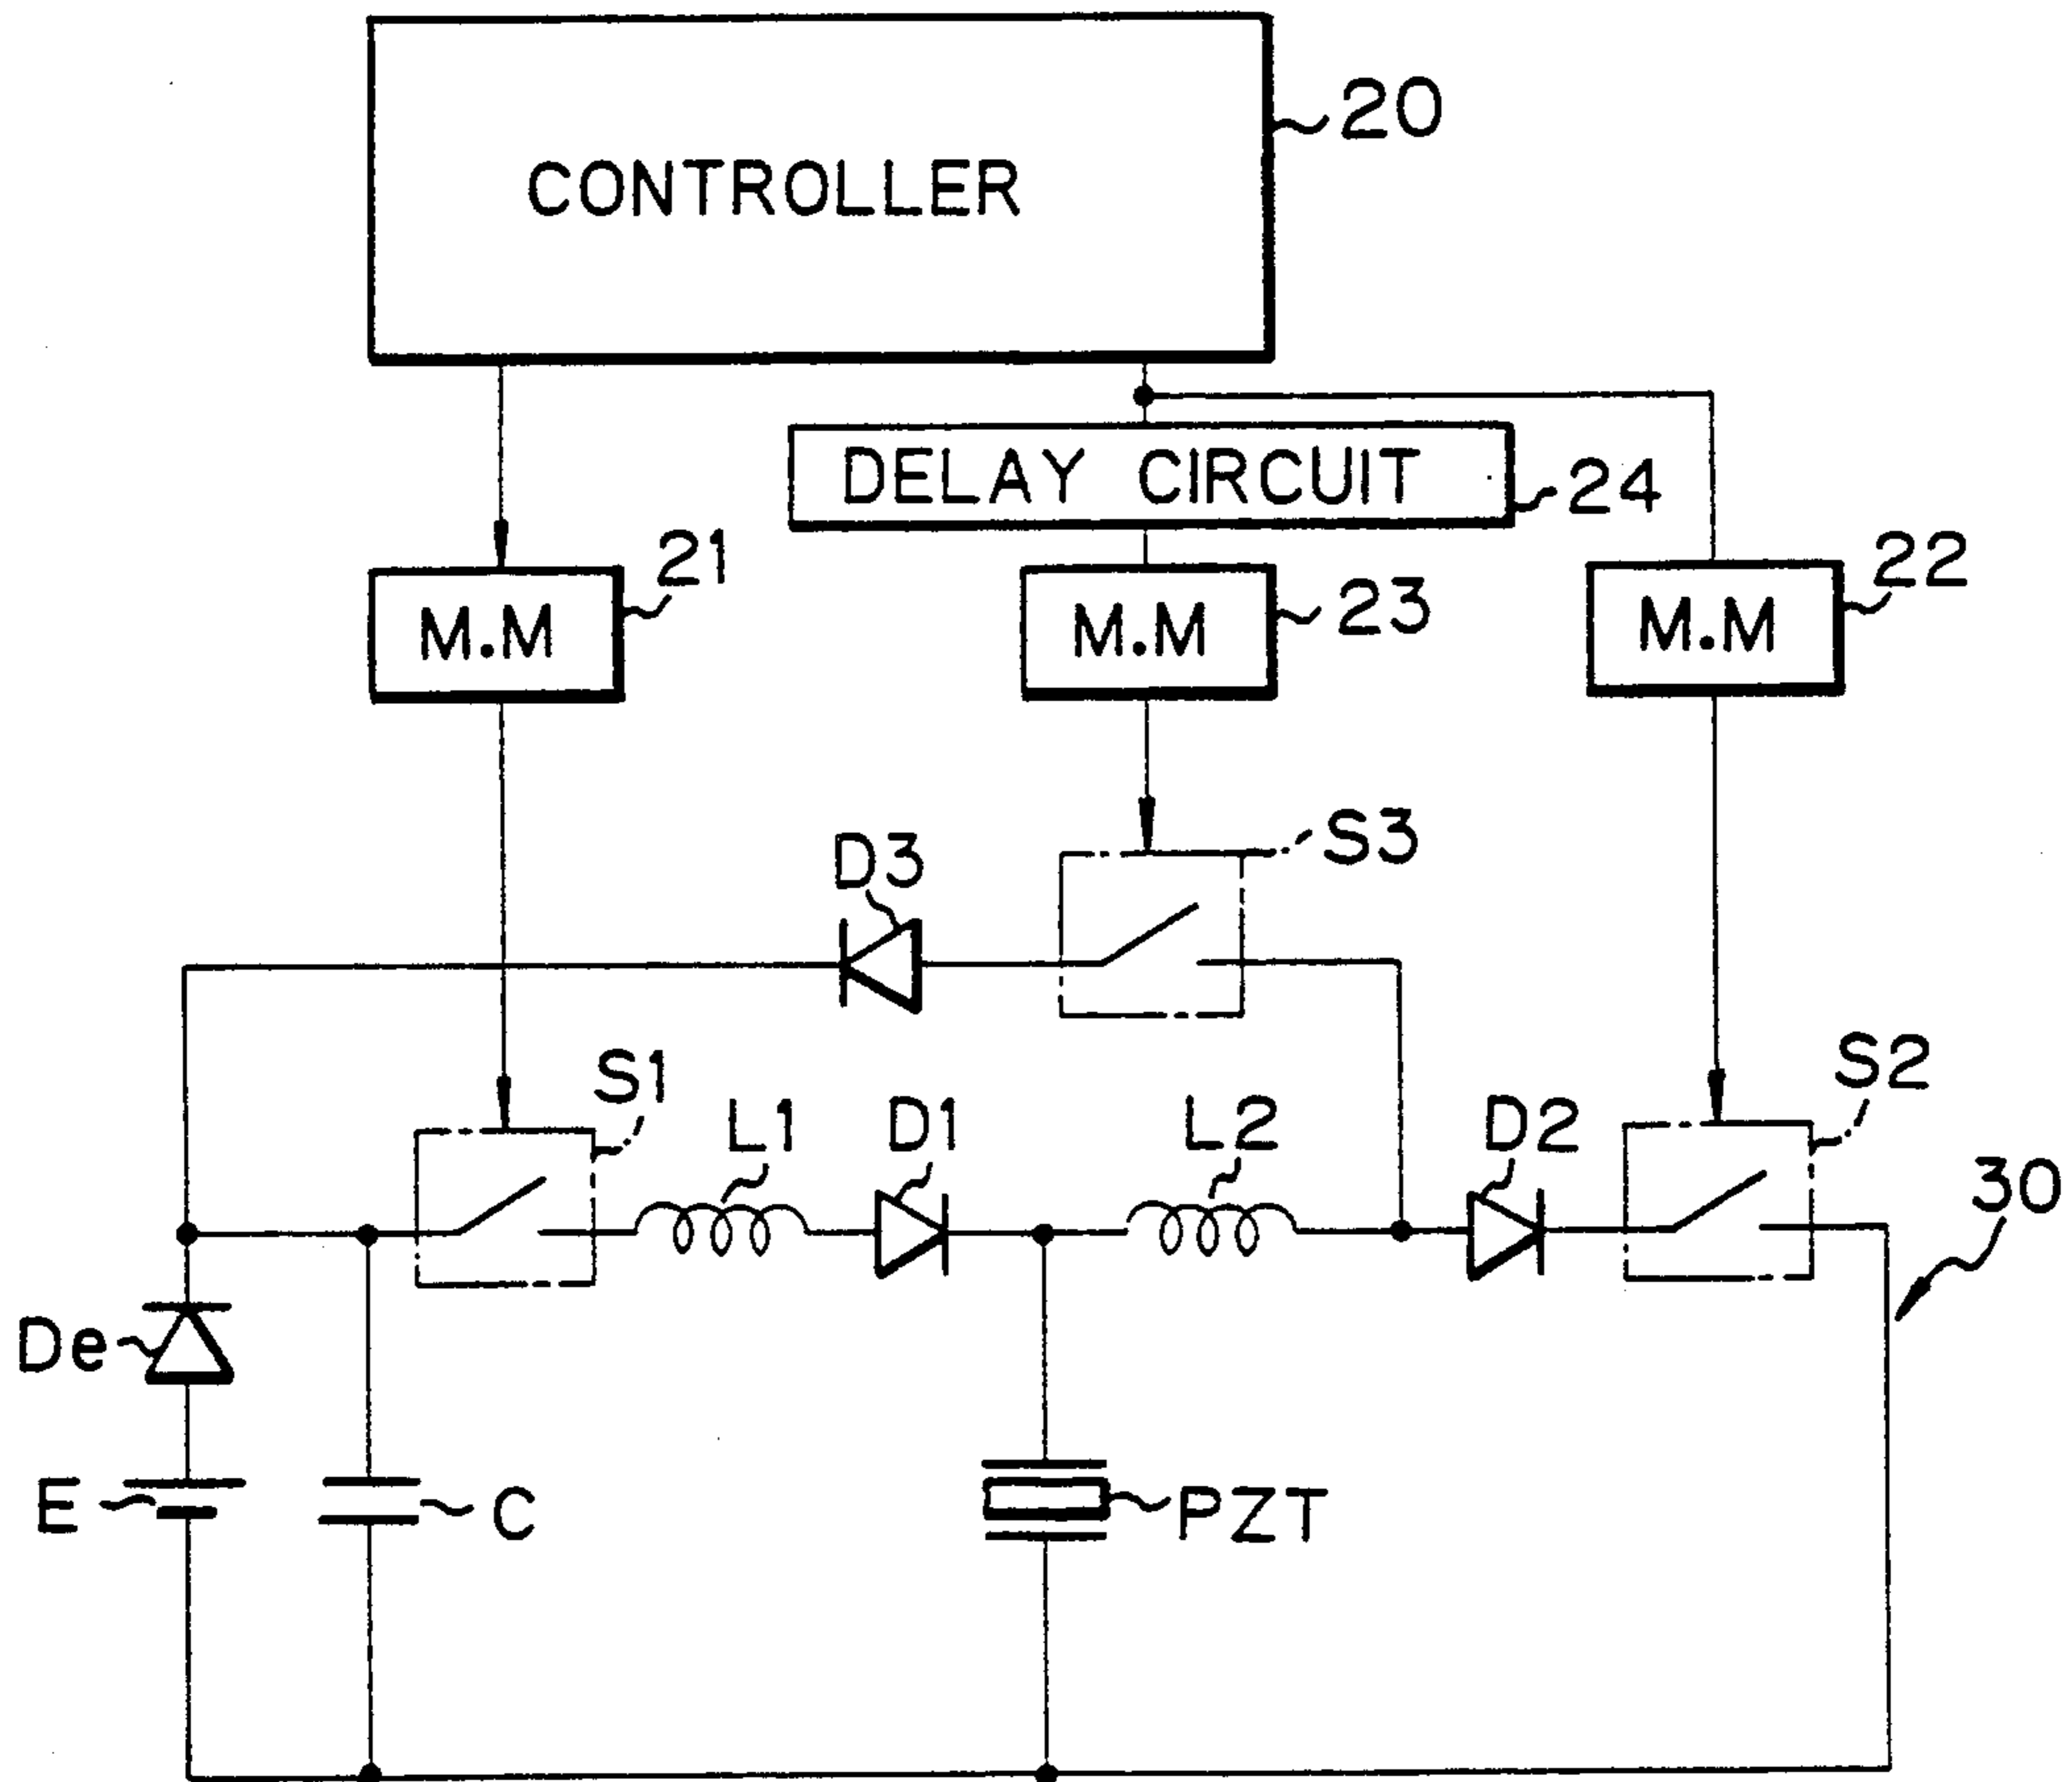 CONTROLLER
20
DELAY CIRCUIT
24
M.M
21
M.M
23
M.M
22
D3
S3
S1
L1
D1
L2
D2
S2
30
De
E
C
PZT